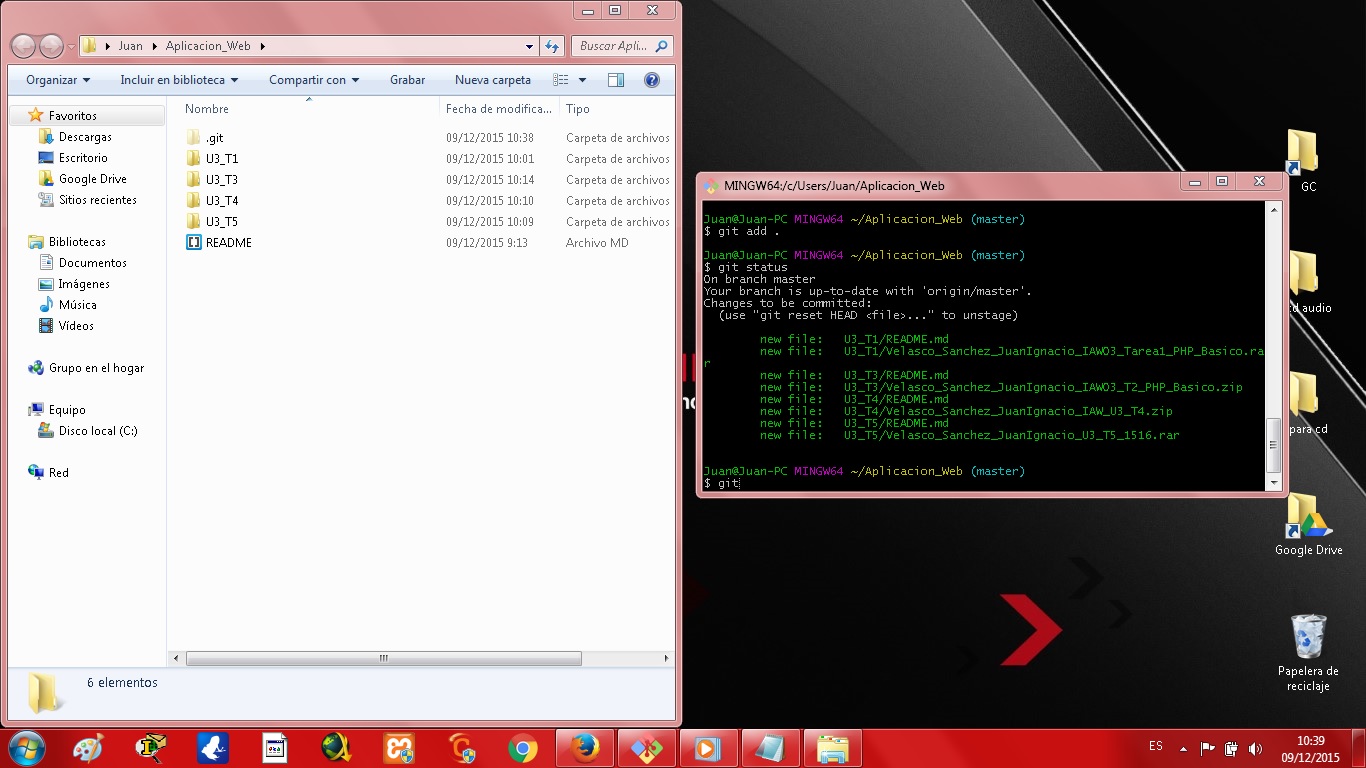 Juan
Aplicacion_Web
Buscar Apli...
Organizar
Incluir en biblioteca
Compartir con
Grabar
Nueva carpeta
Nombre
Fecha de modifica...
Tipo
Favoritos
Descargas
Escritorio
Google Drive
Sitios recientes
Bibliotecas
Documentos
Imágenes
Música
Vídeos
Grupo en el hogar
Equipo
Disco local (C:)
Red
.git 09/12/2015 10:38 Carpeta de archivos
U3_T1 09/12/2015 10:01 Carpeta de archivos
U3_T3 09/12/2015 10:14 Carpeta de archivos
U3_T4 09/12/2015 10:10 Carpeta de archivos
U3_T5 09/12/2015 10:09 Carpeta de archivos
README 09/12/2015 9:13 Archivo MD
6 elementos
MINGW64:/c/Users/Juan/Aplicacion_Web
Juan@Juan-PC MINGW64 ~/Aplicacion_Web (master)
$ git add .
Juan@Juan-PC MINGW64 ~/Aplicacion_Web (master)
$ git status
On branch master
Your branch is up-to-date with 'origin/master'.
Changes to be committed:
(use "git reset HEAD <file>..." to unstage)
new file: U3_T1/README.md
new file: U3_T1/Velasco_Sanchez_JuanIgnacio_IAW03_Tarea1_PHP_Basico.ra
r
new file: U3_T3/README.md
new file: U3_T3/Velasco_Sanchez_JuanIgnacio_IAW03_T2_PHP_Basico.zip
new file: U3_T4/README.md
new file: U3_T4/Velasco_Sanchez_JuanIgnacio_IAW_U3_T4.zip
new file: U3_T5/README.md
new file: U3_T5/Velasco_Sanchez_JuanIgnacio_U3_T5_1516.rar
Juan@Juan-PC MINGW64 ~/Aplicacion_Web (master)
$ git
GC
d audio
para cd
Google Drive
Papelera de
reciclaje
ES
10:39
09/12/2015